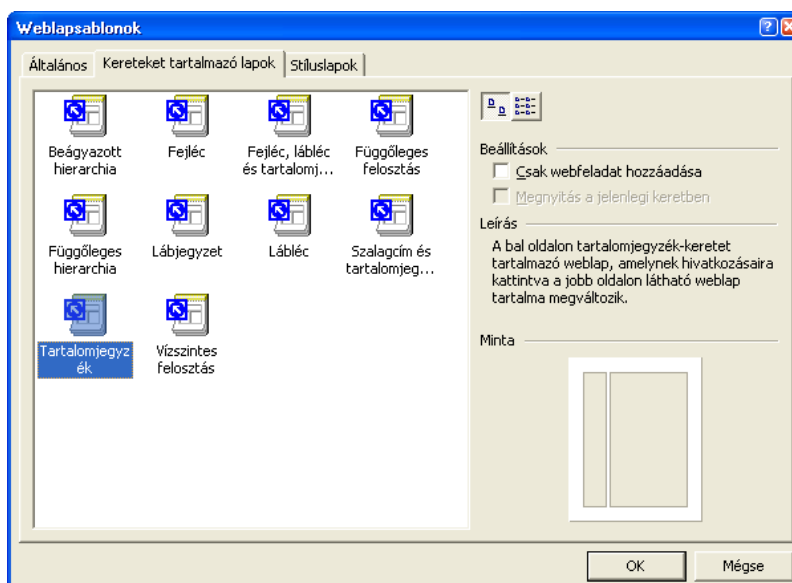 Weblapsablonok
Általános
Kereteket tartalmazó lapok
Stíluslapok
Beágyazott
hierarchia
Fejléc
Fejléc, lábléc
és tartalomj...
Függőleges
felosztás
Függőleges
hierarchia
Lábjegyzet
Lábléc
Szalagcím és
tartalomjeg...
Tartalomjegyz
ék
Vízszintes
felosztás
Beállítások
Csak webfeladat hozzáadása
Megnyitás a jelenlegi keretben
Leírás
A bal oldalon tartalomjegyzék-keretet
tartalmazó weblap, amelynek hivatkozásaira
kattintva a jobb oldalon látható weblap
tartalma megváltozik.
Minta
OK
Mégse